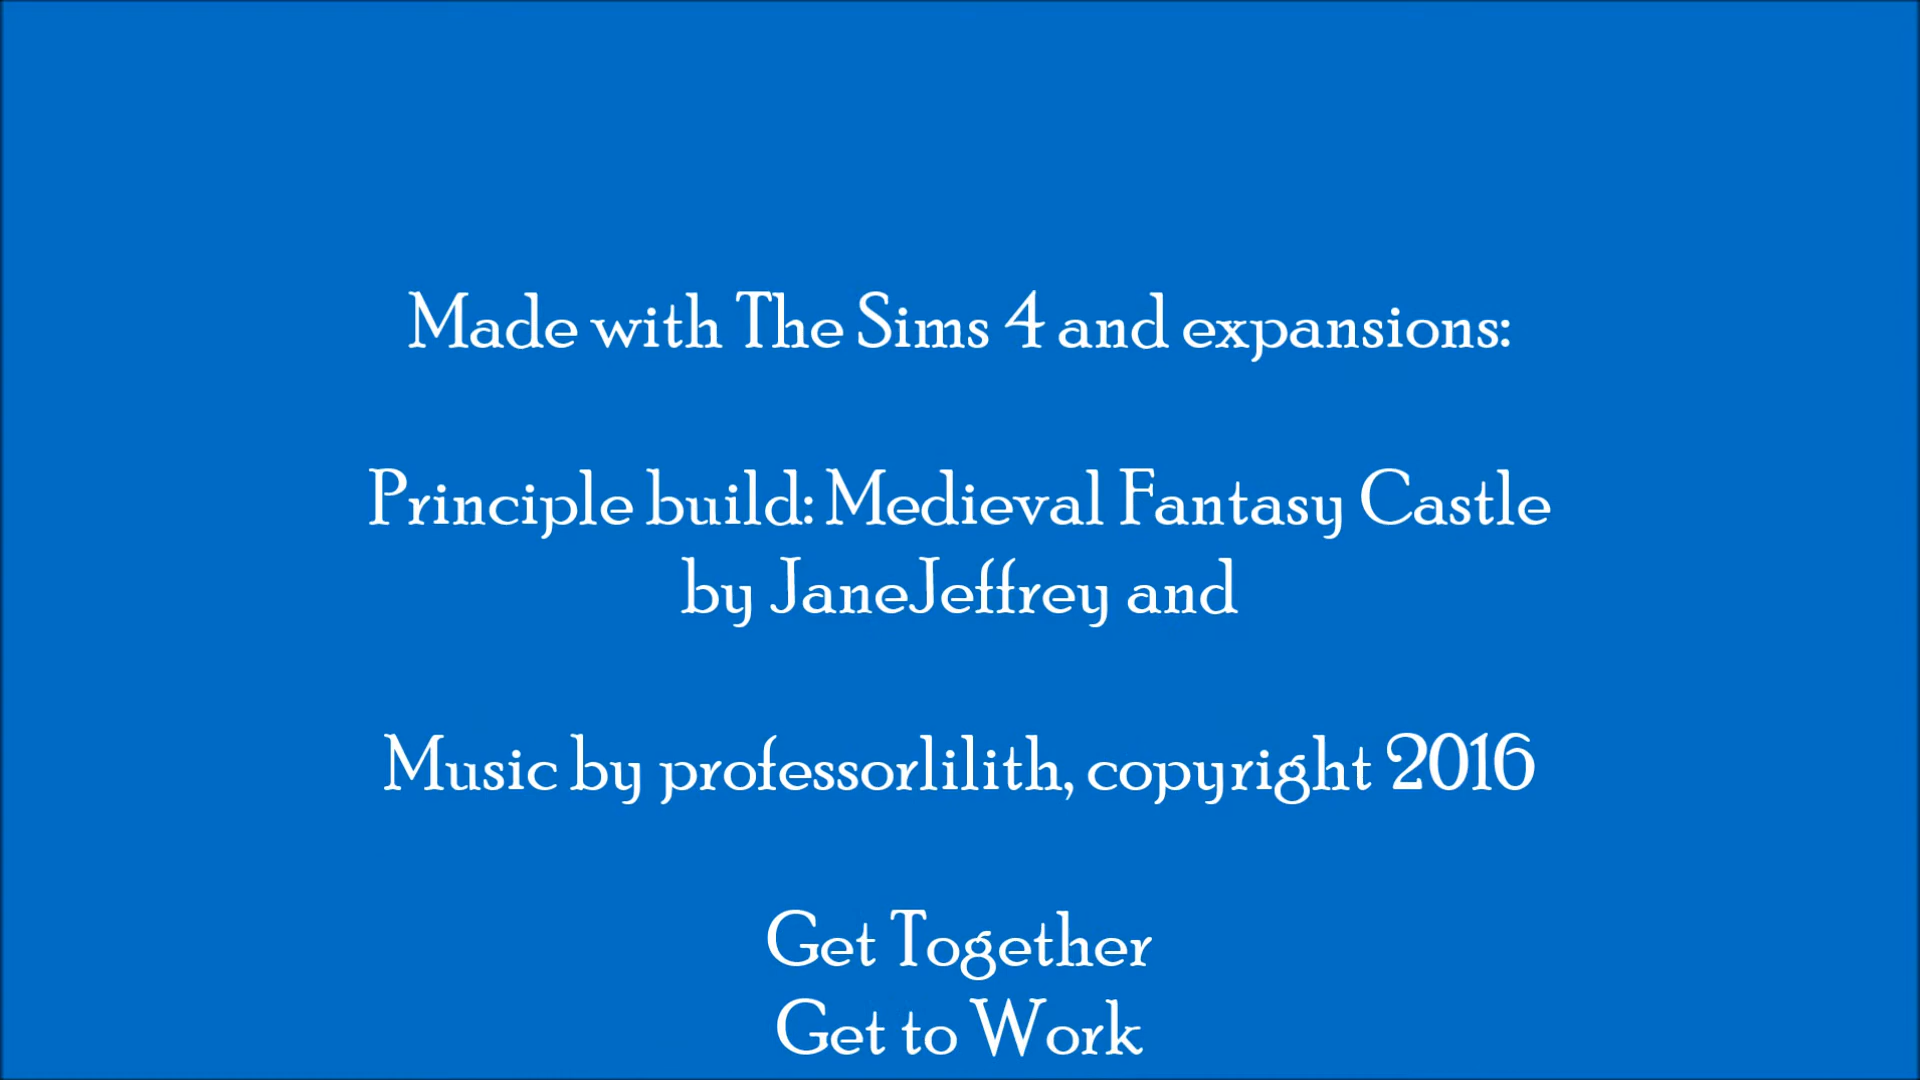 Made with The Sims 4 and expansions:
Principle build: Medieval Fantasy Castle
by JaneJeffrey and
Music by professorlilith, copyright 2016
Get Together
Get to Work